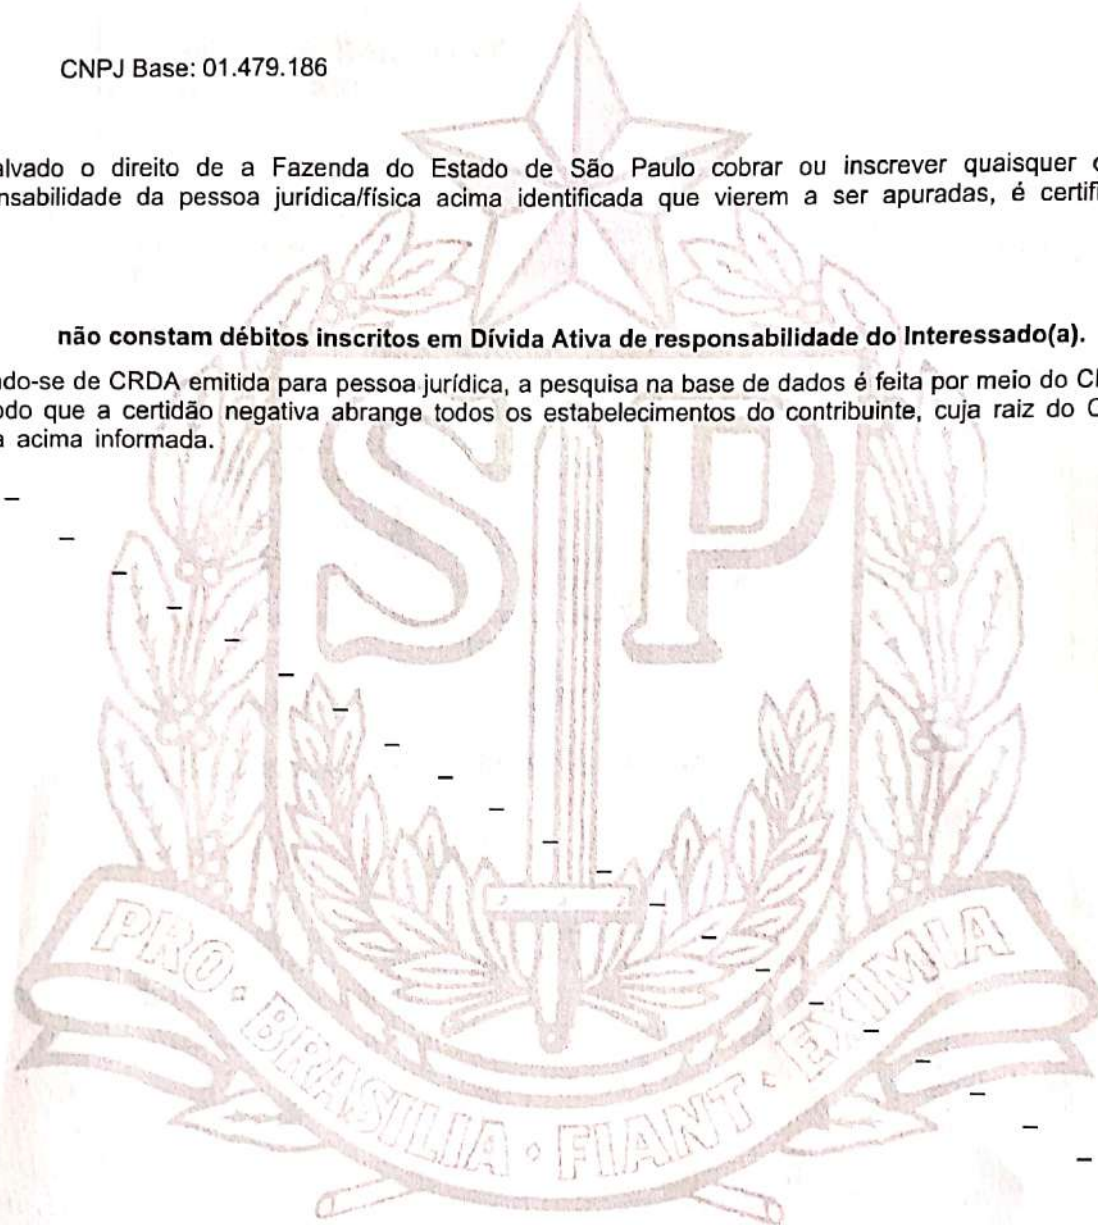 CNPJ Base: 01.479.186
alvado o direito de a Fazenda do Estado de São Paulo cobrar ou inscrever quaisquer
nsabilidade da pessoa jurídica/física acima identificada que vierem a ser apuradas, é certifi
não constam débitos inscritos em Dívida Ativa de responsabilidade do Interessado(a).
do-se de CRDA emitida para pessoa jurídica, a pesquisa na base de dados é feita por meio do
odo que a certidão negativa abrange todos os estabelecimentos do contribuinte, cuja raiz do
acima informada.
SP
PRO · BRASILIA · FIANT · EXIMIA